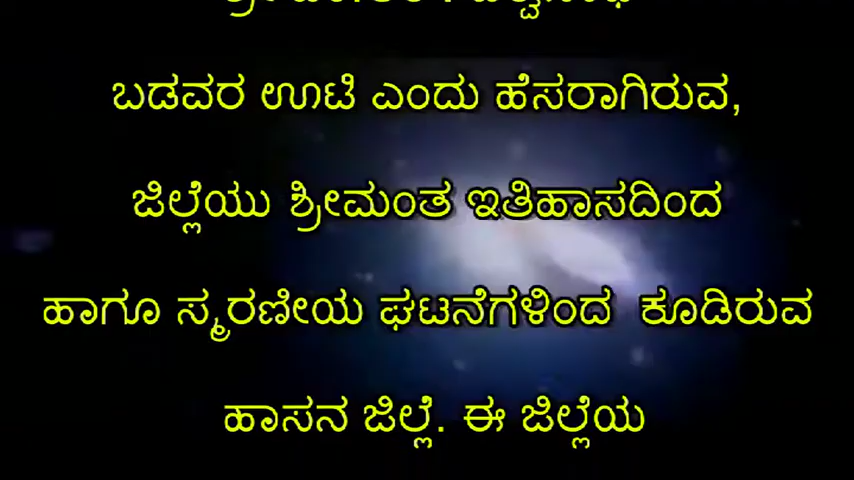 ಬಡವರ ಊಟಿ ಎಂದು ಹೆಸರಾಗಿರುವ,
ಜಿಲ್ಲೆಯು ಶ್ರೀಮಂತ ಇತಿಹಾಸದಿಂದ
ಹಾಗೂ ಸ್ಮರಣೀಯ ಘಟನೆಗಳಿಂದ ಕೂಡಿರುವ
ಹಾಸನ ಜಿಲ್ಲೆ. ಈ ಜಿಲ್ಲೆಯ